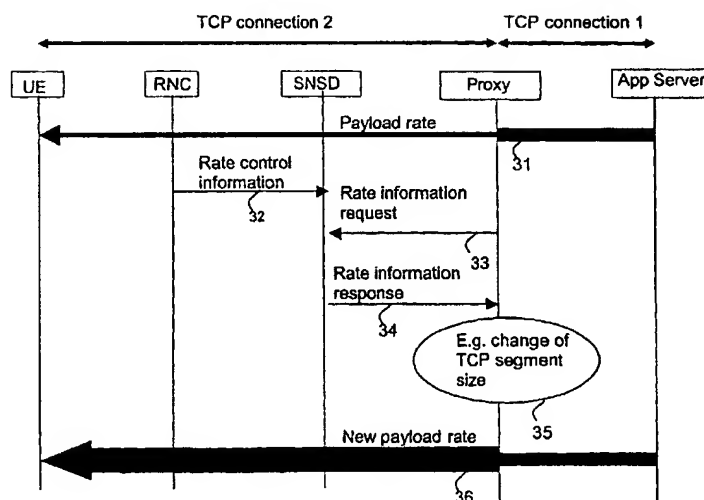 TCP connection 2
TCP connection 1
UE
RNC
SNSD
Proxy
App Server
Payload rate
31
Rate control
information
32
Rate information
request
33
Rate information
response
34
E.g. change of
TCP segment
size
35
New payload rate
36